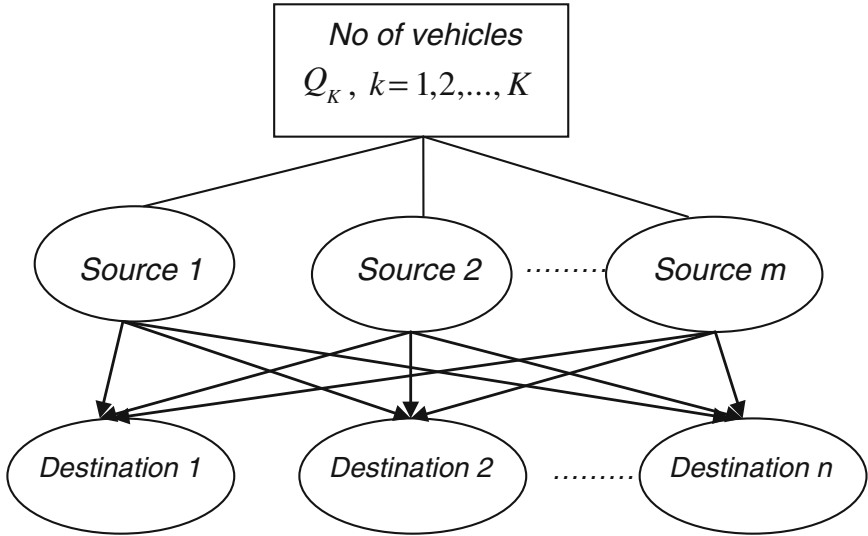 No of vehicles
Q_K , k = 1,2,..., K
Source 1
Source 2
.........
Source m
Destination 1
Destination 2
.........
Destination n